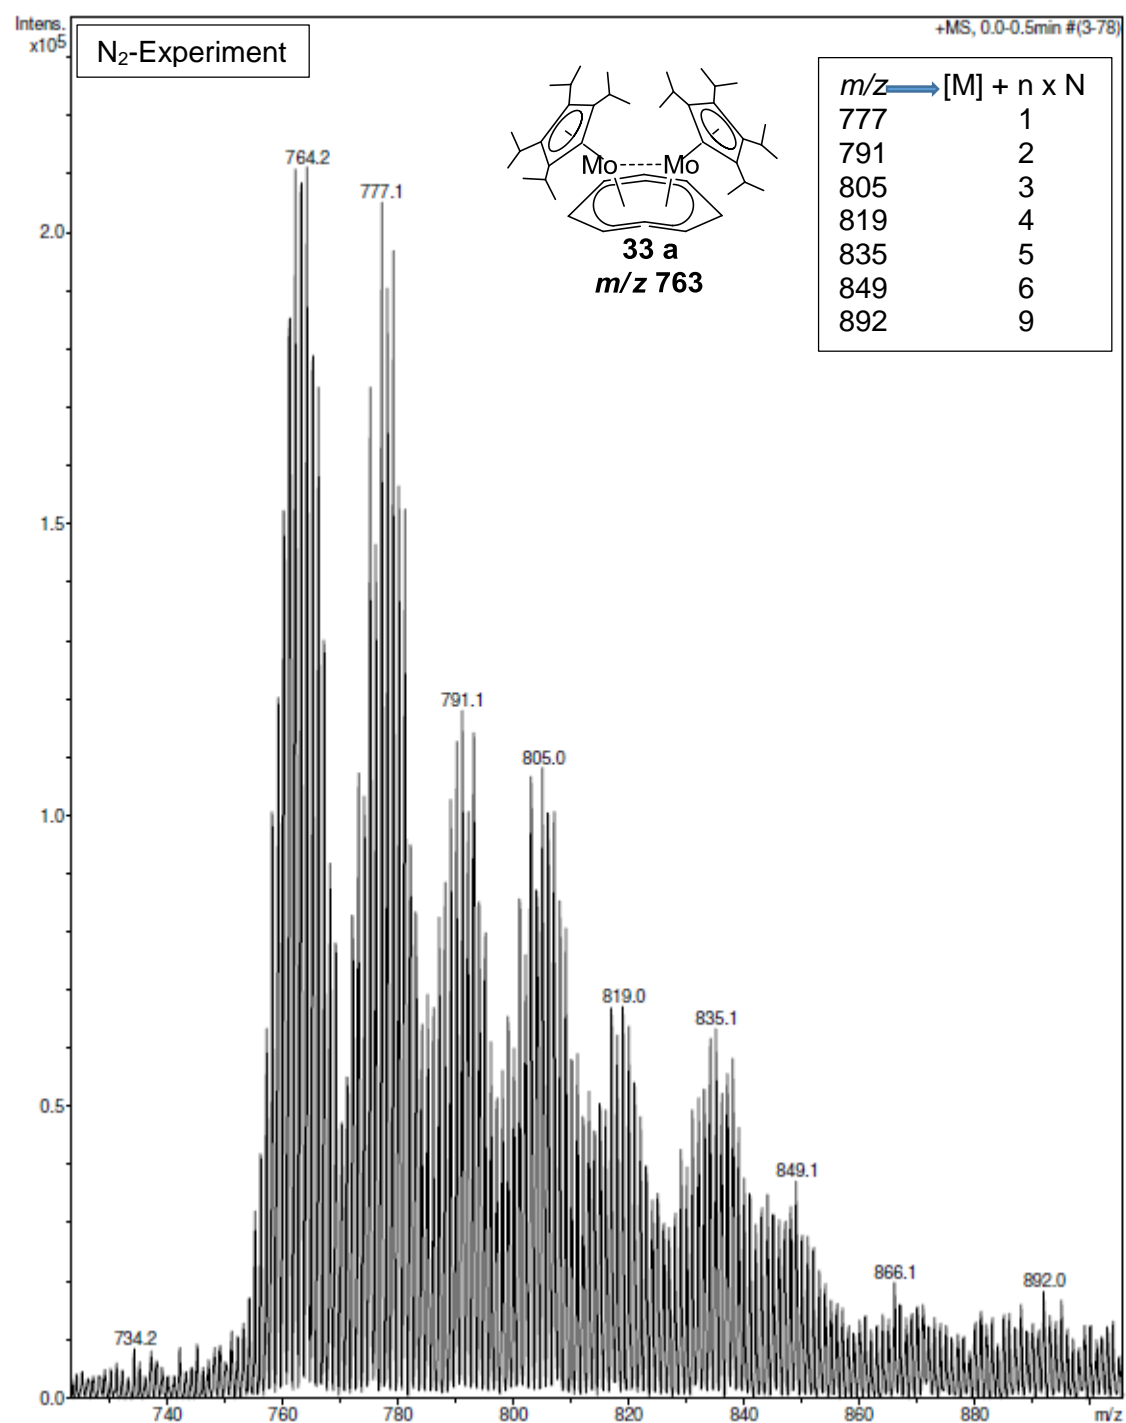 Intens.
x10⁵
+MS, 0.0-0.5min #(3-78)
N₂-Experiment
m/z [M] + n x N
777 1
791 2
805 3
819 4
835 5
849 6
892 9
Mo Mo
33 a
m/z 763
764.2
777.1
791.1
805.0
819.0
835.1
849.1
866.1
892.0
734.2
2.0
1.5
1.0
0.5
0.0
740 760 780 800 820 840 860 880 m/z